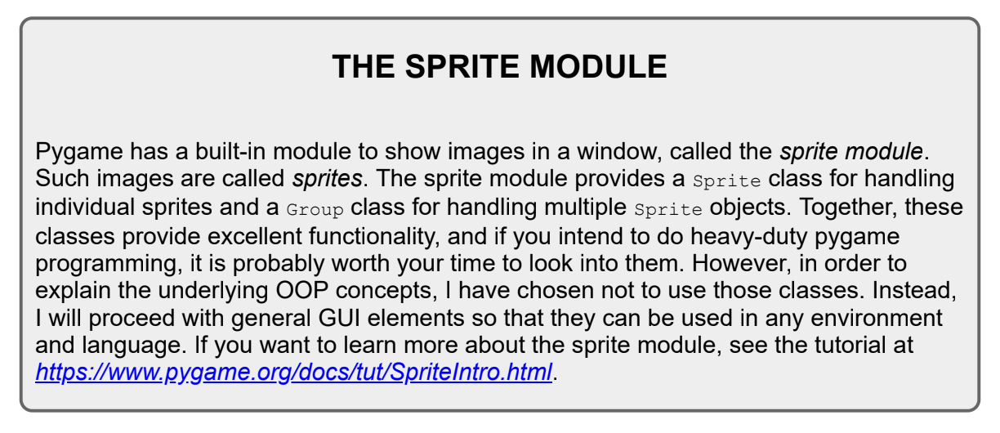 THE SPRITE MODULE
Pygame has a built-in module to show images in a window, called the sprite module.
Such images are called sprites. The sprite module provides a Sprite class for handling
individual sprites and a Group class for handling multiple Sprite objects. Together, these
classes provide excellent functionality, and if you intend to do heavy-duty pygame
programming, it is probably worth your time to look into them. However, in order to
explain the underlying OOP concepts, I have chosen not to use those classes. Instead,
I will proceed with general GUI elements so that they can be used in any environment
and language. If you want to learn more about the sprite module, see the tutorial at
https://www.pygame.org/docs/tut/SpriteIntro.html.